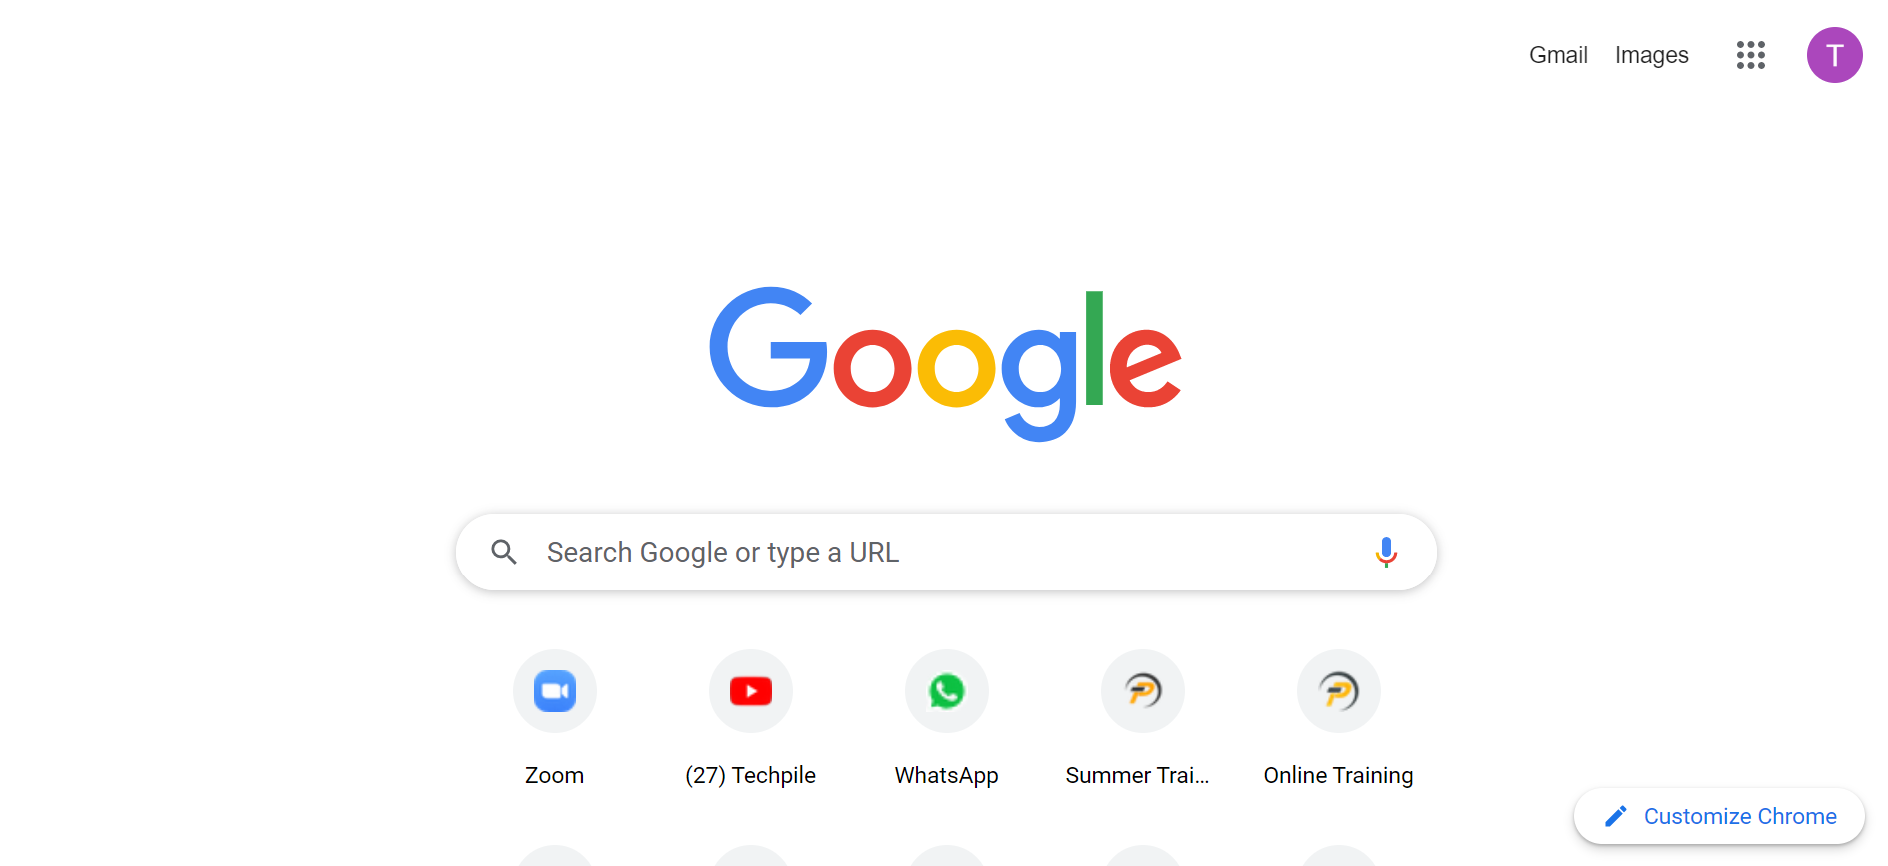 Gmail Images
T
Google
Search Google or type a URL
Zoom
(27) Techpile
WhatsApp
Summer Trai...
Online Training
Customize Chrome